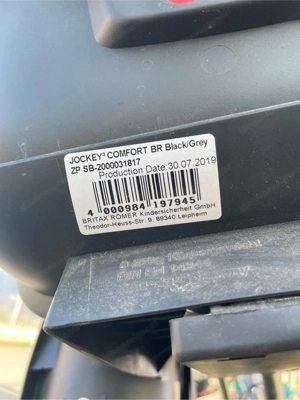 JOCKEY³ COMFORT BR Black/Grey
ZP SB-2000031817
Production Date:30.07.2019
4 000984 197945
BRITAX RÖMER Kindersicherheit GmbH
Theodor-Heuss-Str. 9, 89340 Leipheim